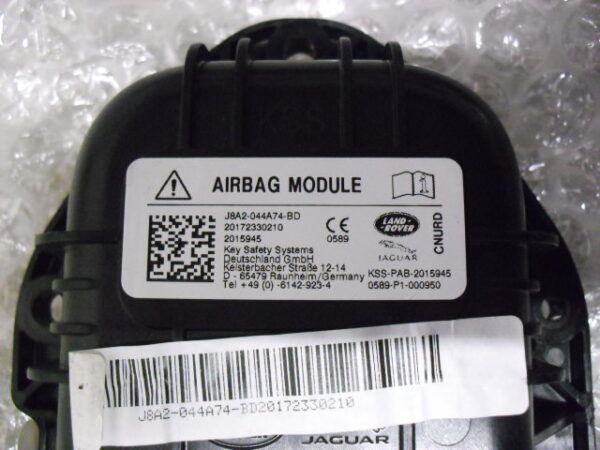 KSS
AIRBAG MODULE
J8A2-044A74-BD
20172330210
2015945
0589
Key Safety Systems
Deutschland GmbH
Kelsterbacher Straße 12-14
D - 65479 Raunheim/Germany
Tel +49 (0) -6142-923-4
LAND-
ROVER
JAGUAR
CNURD
KSS-PAB-2015945
0589-P1-000950
J8A2-044A74-BD20172330210
JAGUAR